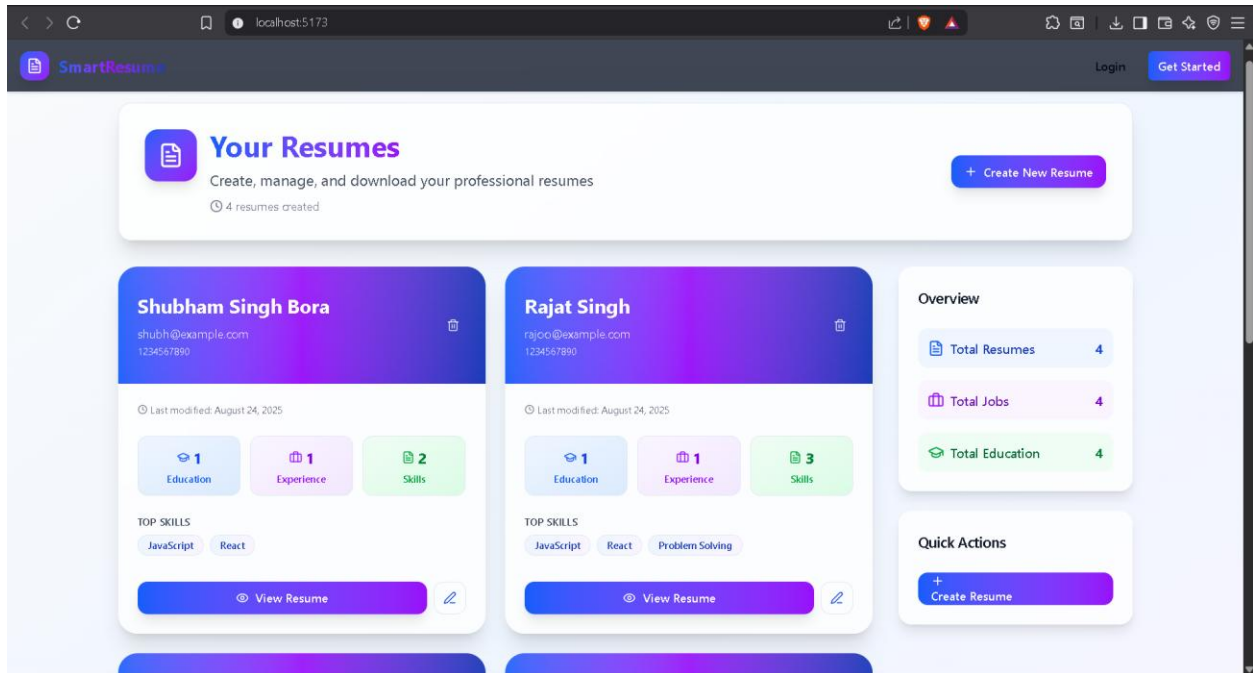 localhost:5173
SmartResume
Login
Get Started
Your Resumes
Create, manage, and download your professional resumes
4 resumes created
+ Create New Resume
Shubham Singh Bora
shubh@example.com
1234567890
Last modified: August 24, 2025
1
Education
1
Experience
2
Skills
TOP SKILLS
JavaScript
React
View Resume
Rajat Singh
rajoo@example.com
1234567890
Last modified: August 24, 2025
1
Education
1
Experience
3
Skills
TOP SKILLS
JavaScript
React
Problem Solving
View Resume
Overview
Total Resumes 4
Total Jobs 4
Total Education 4
Quick Actions
+
Create Resume